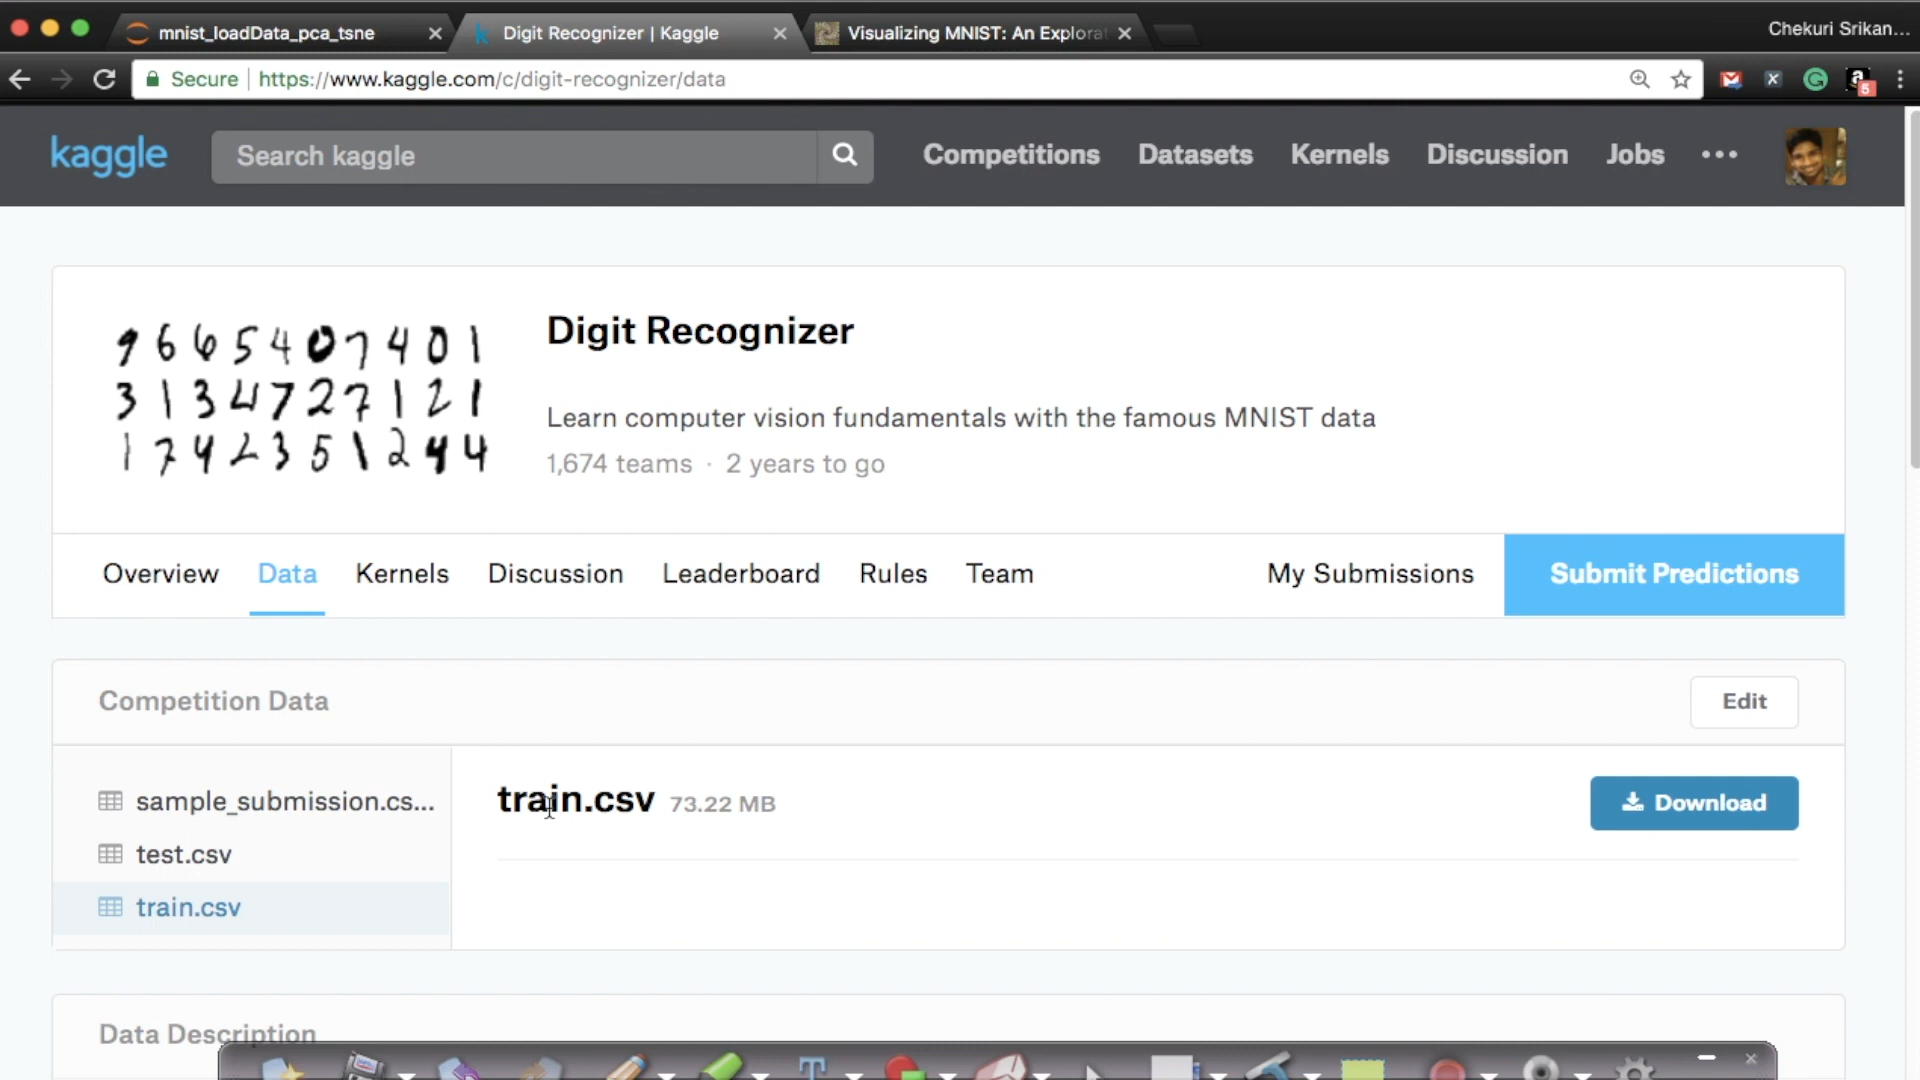 mnist_loadData_pca_tsne
Digit Recognizer | Kaggle
Visualizing MNIST: An Explorat
Chekuri Srikan...
Secure https://www.kaggle.com/c/digit-recognizer/data
5
kaggle
Search kaggle
Competitions Datasets Kernels Discussion Jobs
9 6 6 5 4 0 7 4 0 1
3 1 3 4 7 2 7 1 2 1
1 7 4 2 3 5 1 2 4 4
Digit Recognizer
Learn computer vision fundamentals with the famous MNIST data
1,674 teams · 2 years to go
Overview Data Kernels Discussion Leaderboard Rules Team My Submissions Submit Predictions
Competition Data
Edit
sample_submission.cs...
test.csv
train.csv
train.csv 73.22 MB
Download
Data Description